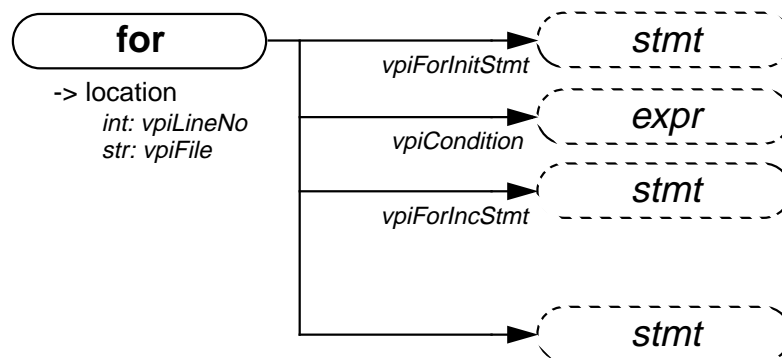 for
stmt
vpiForInitStmt
-> location
int: vpiLineNo
str: vpiFile
expr
vpiCondition
stmt
vpiForIncStmt
stmt